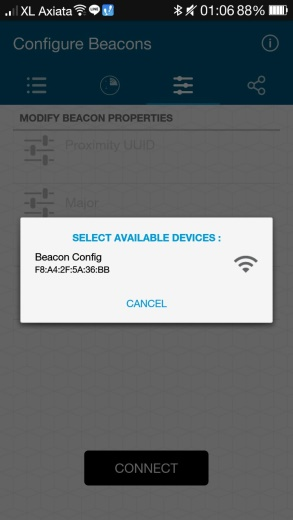 XL Axiata 01:06 88%
Configure Beacons
MODIFY BEACON PROPERTIES
Proximity UUID
Major
SELECT AVAILABLE DEVICES :
Beacon Config
F8:A4:2F:5A:36:BB
CANCEL
CONNECT